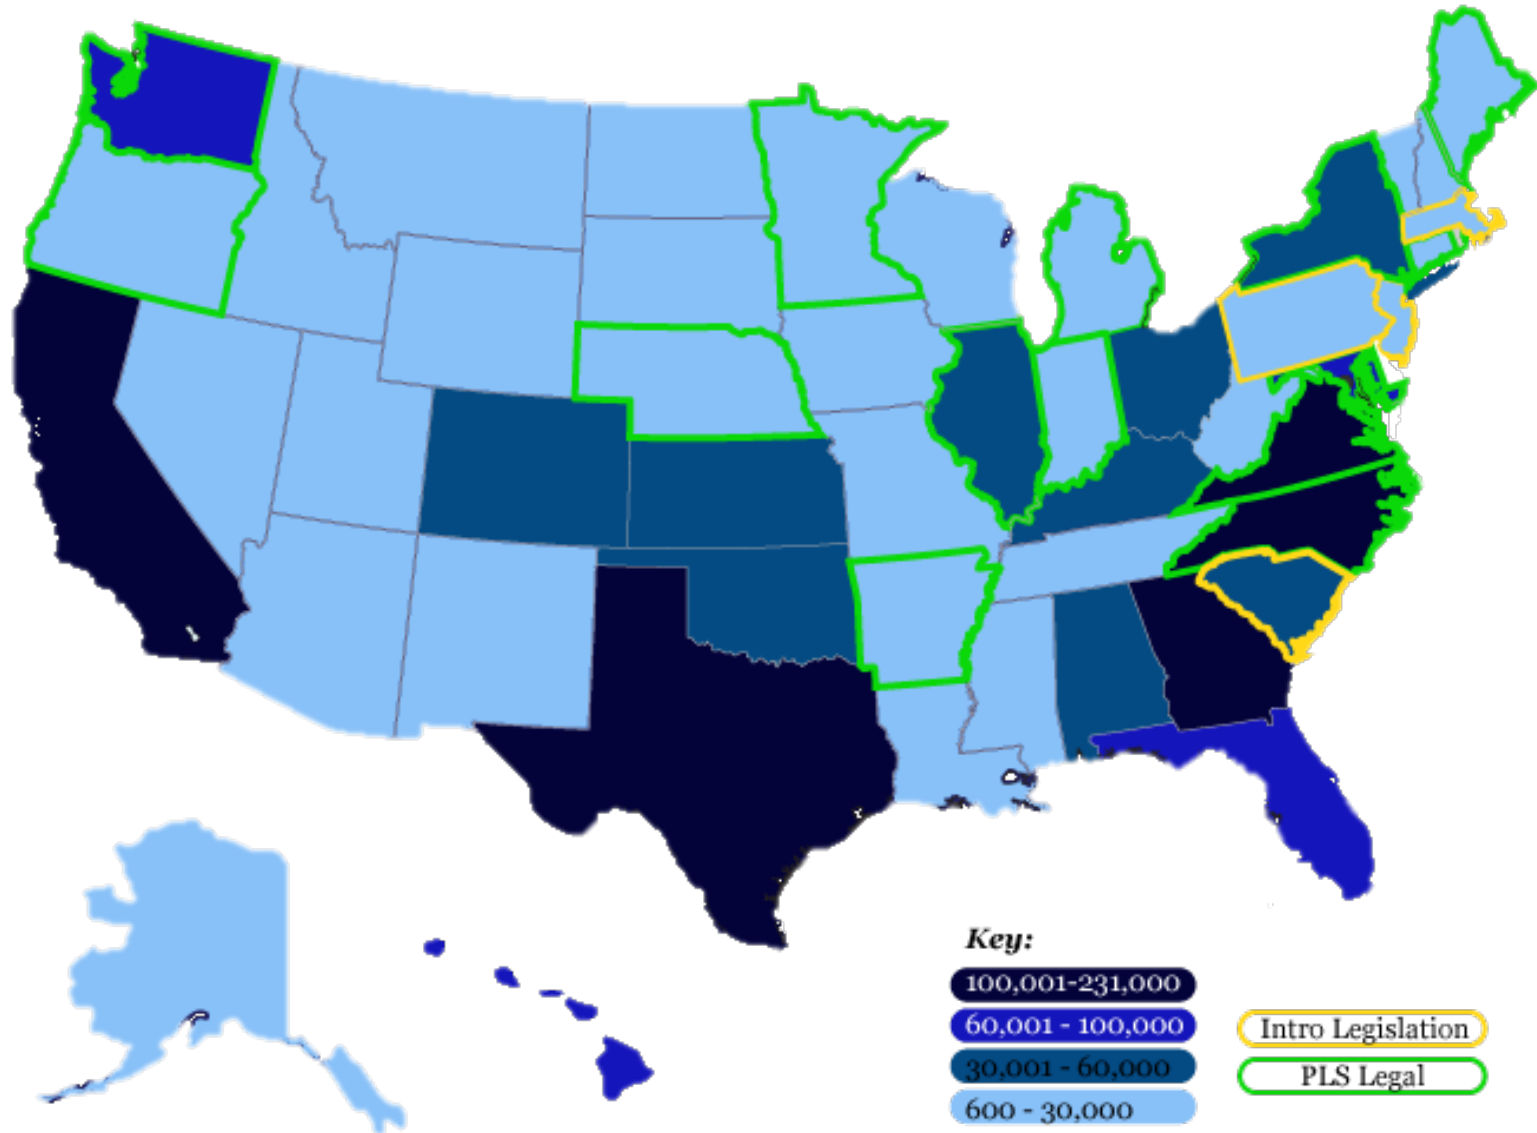 Key:
100,001-231,000
60,001 - 100,000
30,001 - 60,000
600 - 30,000
Intro Legislation
PLS Legal